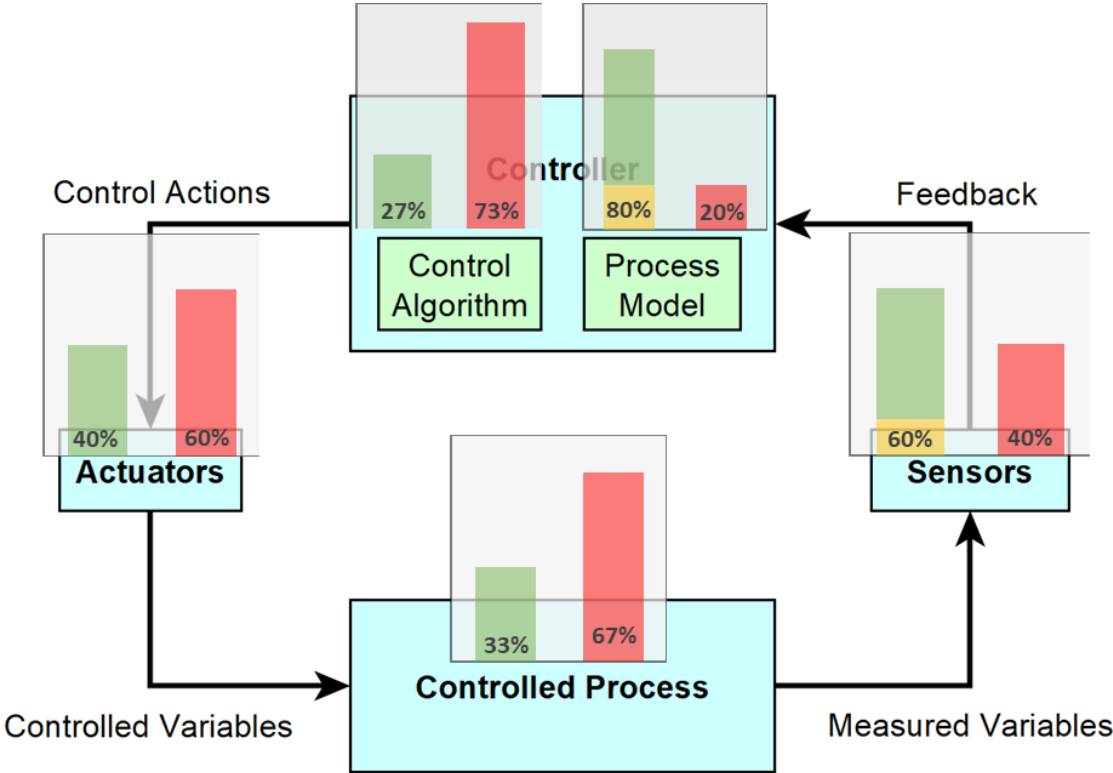 Controller
27%
73%
80%
20%
Control Actions
Feedback
Control
Algorithm
Process
Model
40%
60%
Actuators
60%
40%
Sensors
33%
67%
Controlled Process
Controlled Variables
Measured Variables